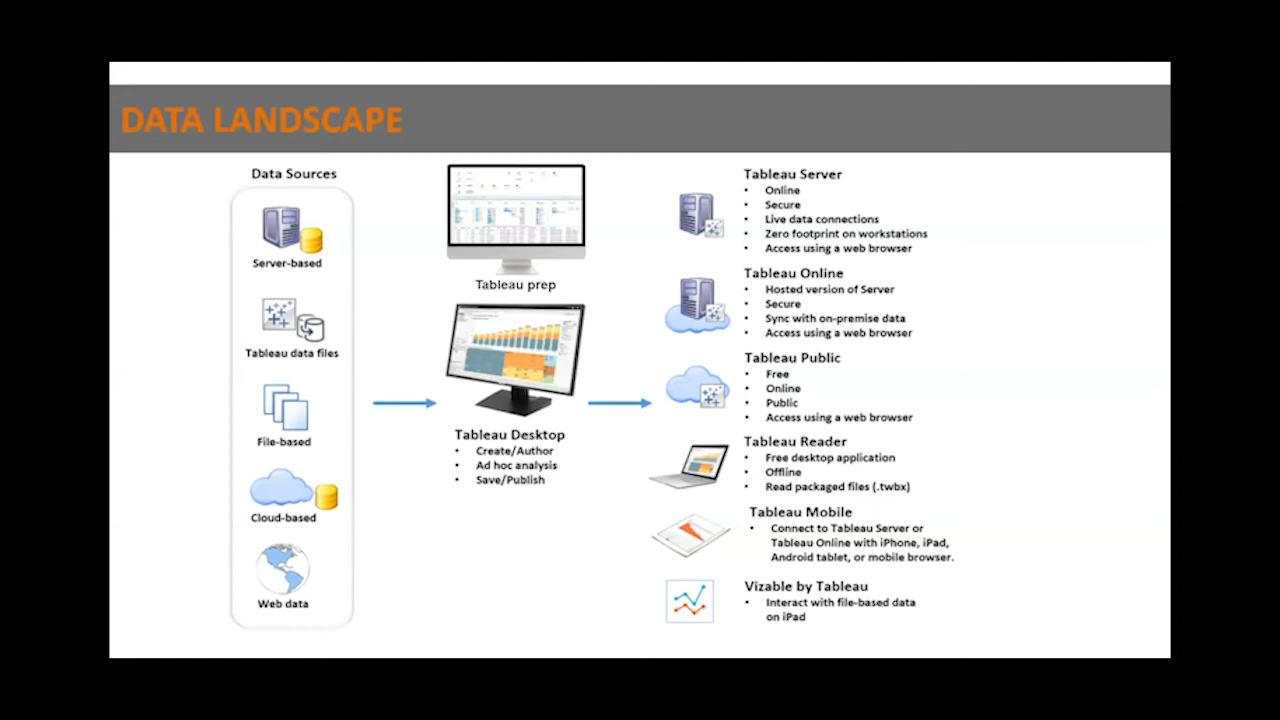 DATA LANDSCAPE
Data Sources
Server-based
Tableau data files
File-based
Cloud-based
Web data
Tableau prep
Tableau Desktop
• Create/Author
• Ad hoc analysis
• Save/Publish
Tableau Server
• Online
• Secure
• Live data connections
• Zero footprint on workstations
• Access using a web browser
Tableau Online
• Hosted version of Server
• Secure
• Sync with on-premise data
• Access using a web browser
Tableau Public
• Free
• Online
• Public
• Access using a web browser
Tableau Reader
• Free desktop application
• Offline
• Read packaged files (.twbx)
Tableau Mobile
• Connect to Tableau Server or
Tableau Online with iPhone, iPad,
Android tablet, or mobile browser.
Vizable by Tableau
• Interact with file-based data
on iPad